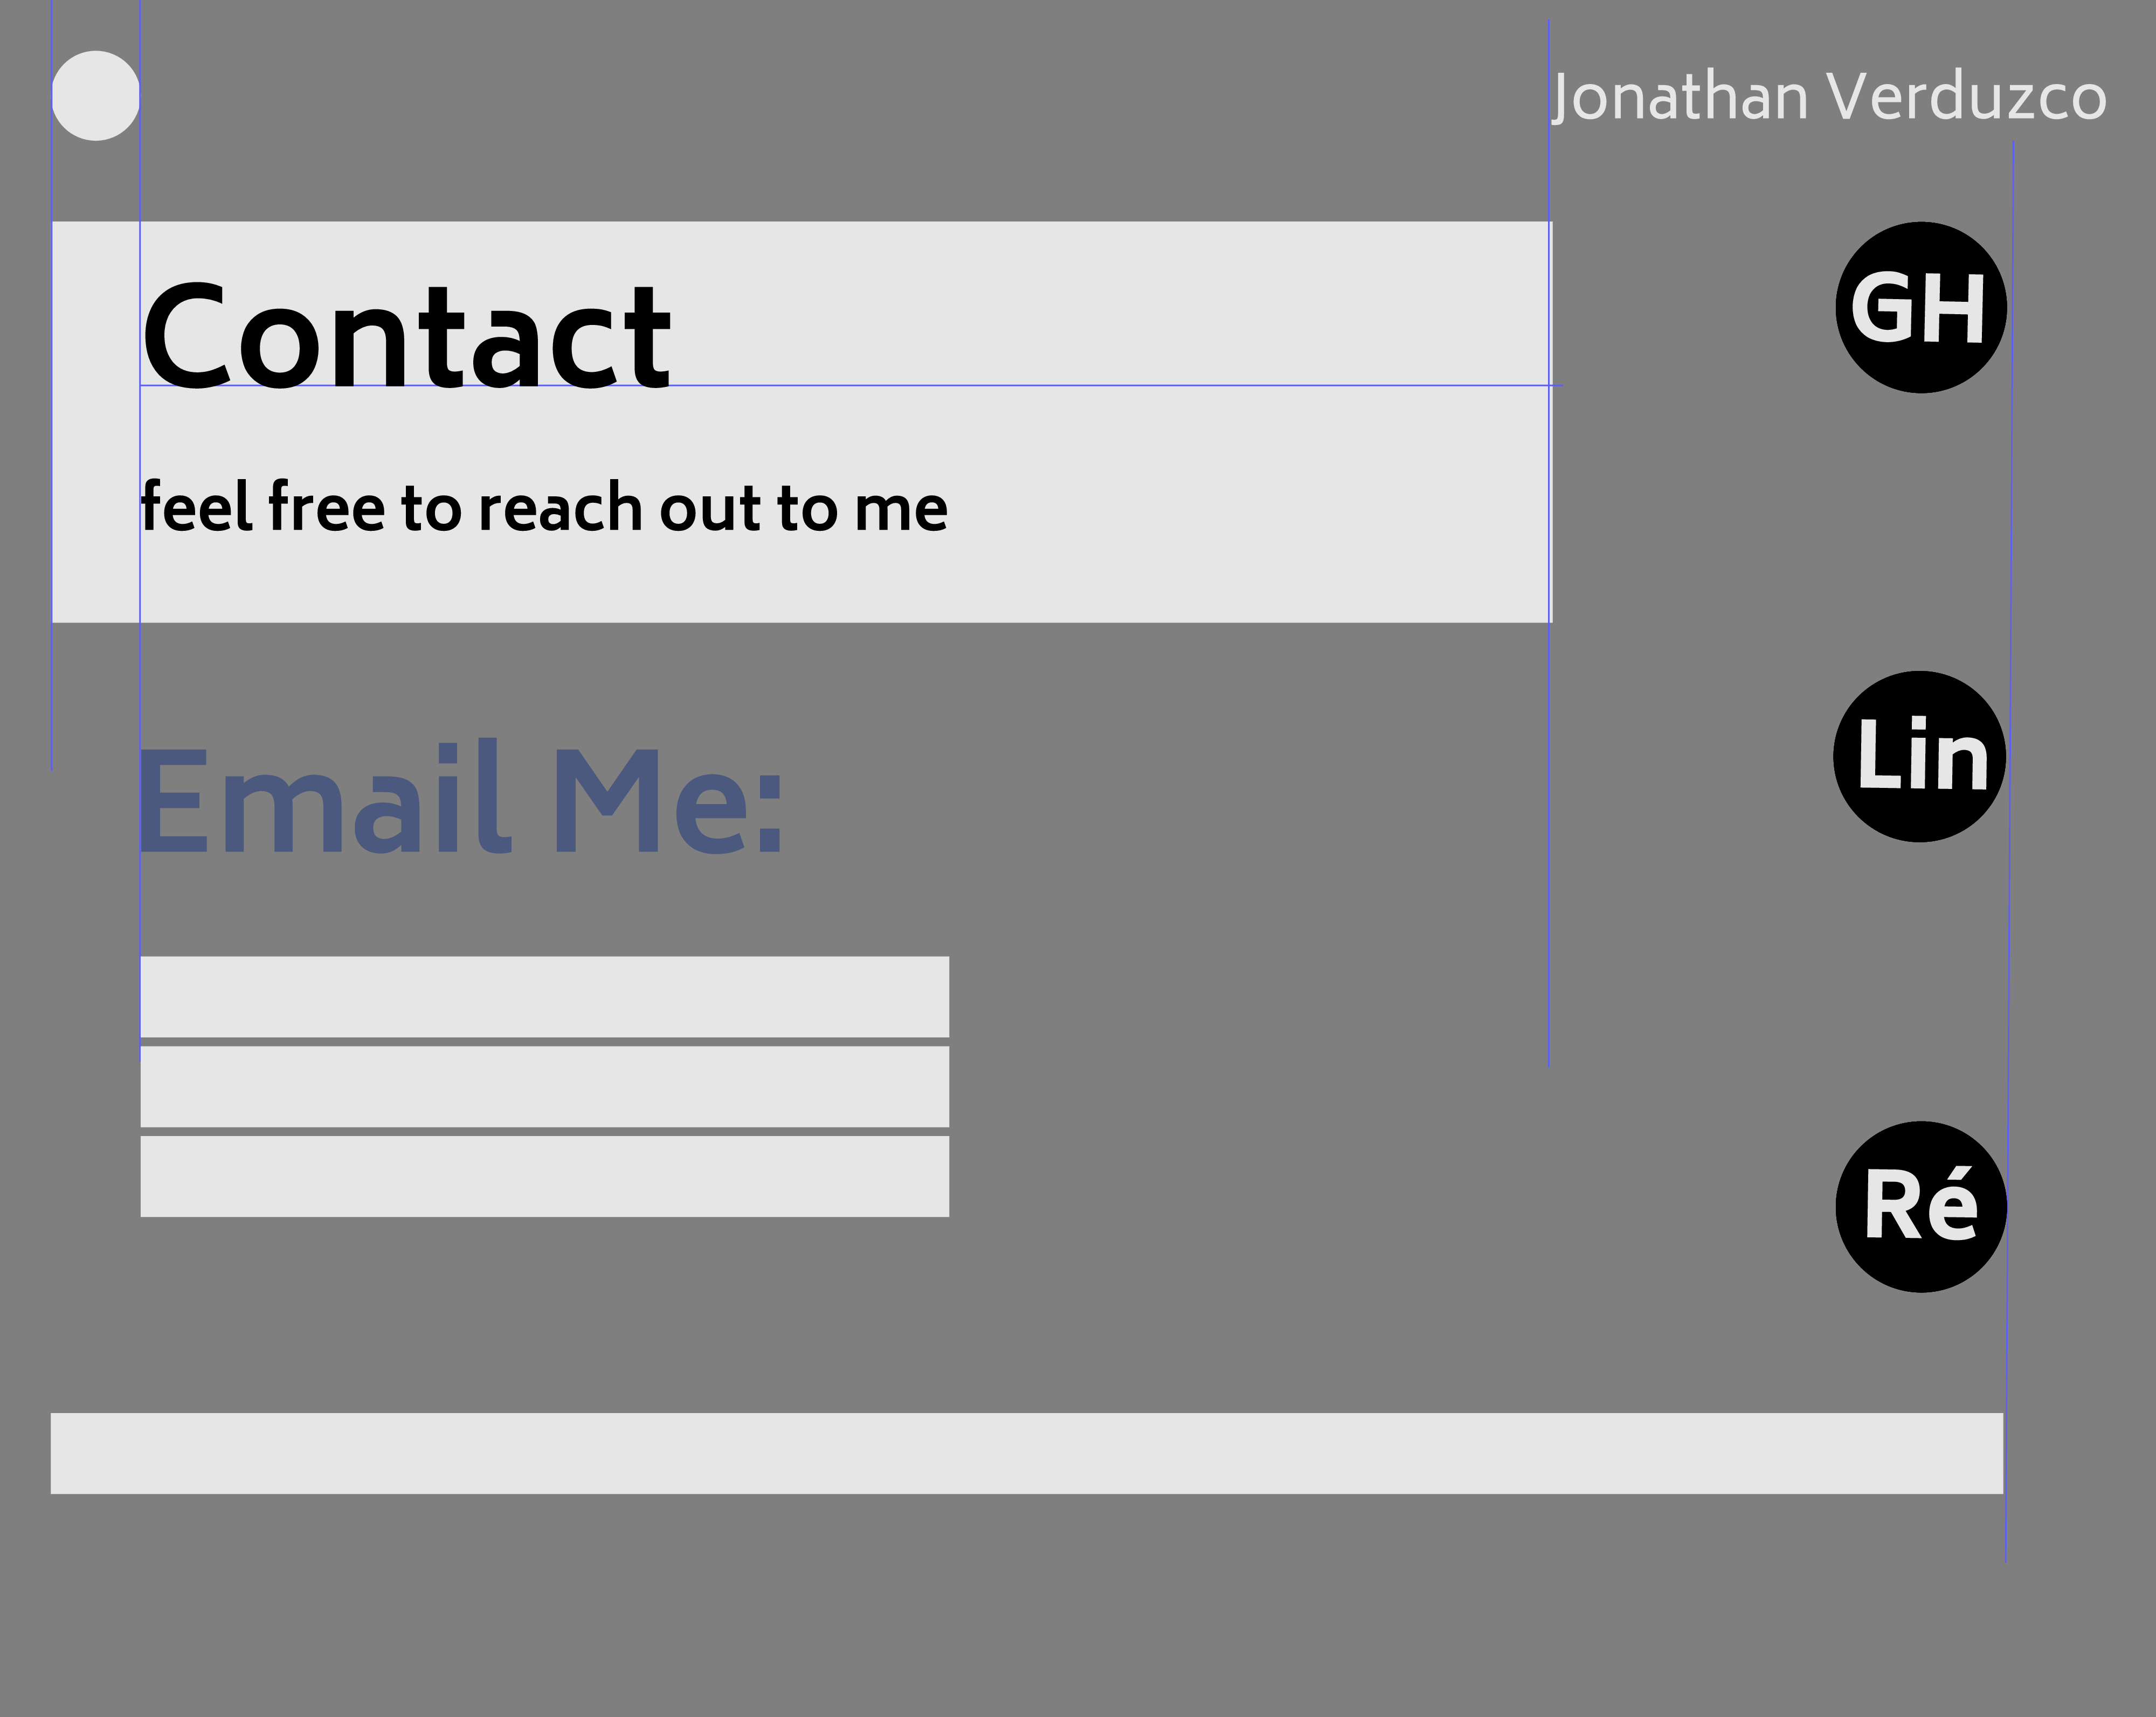 Jonathan Verduzco
Contact
GH
feel free to reach out to me
Email Me:
Lin
Ré